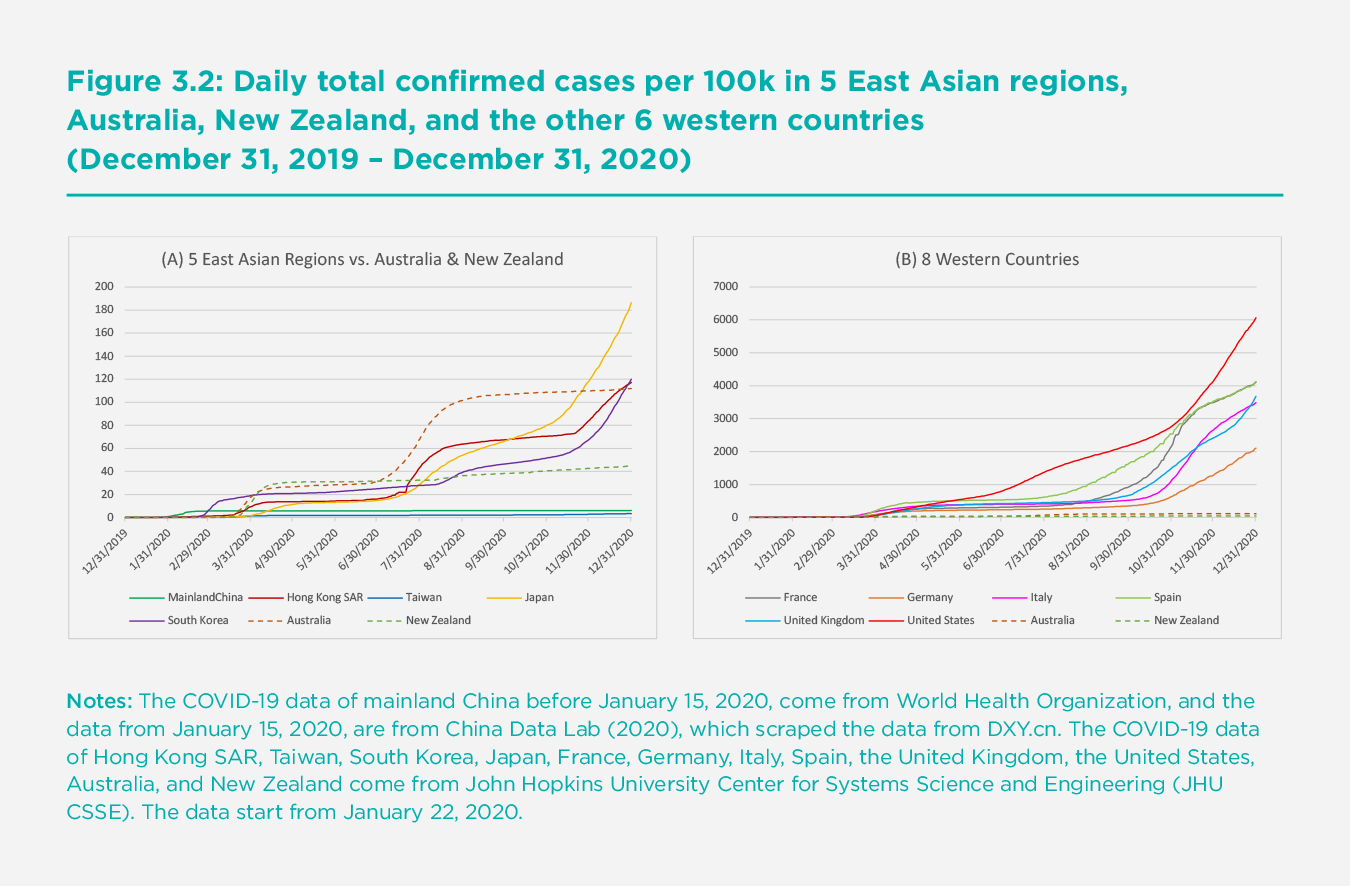 Figure 3.2: Daily total confirmed cases per 100k in 5 East Asian regions,
Australia, New Zealand, and the other 6 western countries
(December 31, 2019 – December 31, 2020)
(A) 5 East Asian Regions vs. Australia & New Zealand
200
180
160
140
120
100
80
60
40
20
0
12/31/2019
1/31/2020
2/29/2020
3/31/2020
4/30/2020
5/31/2020
6/30/2020
7/31/2020
8/31/2020
9/30/2020
10/31/2020
11/30/2020
12/31/2020
MainlandChina
Hong Kong SAR
Taiwan
Japan
South Korea
Australia
New Zealand
(B) 8 Western Countries
7000
6000
5000
4000
3000
2000
1000
0
12/31/2019
1/31/2020
2/29/2020
3/31/2020
4/30/2020
5/31/2020
6/30/2020
7/31/2020
8/31/2020
9/30/2020
10/31/2020
11/30/2020
12/31/2020
France
Germany
Italy
Spain
United Kingdom
United States
Australia
New Zealand
Notes: The COVID-19 data of mainland China before January 15, 2020, come from World Health Organization, and the
data from January 15, 2020, are from China Data Lab (2020), which scraped the data from DXY.cn. The COVID-19 data
of Hong Kong SAR, Taiwan, South Korea, Japan, France, Germany, Italy, Spain, the United Kingdom, the United States,
Australia, and New Zealand come from John Hopkins University Center for Systems Science and Engineering (JHU
CSSE). The data start from January 22, 2020.